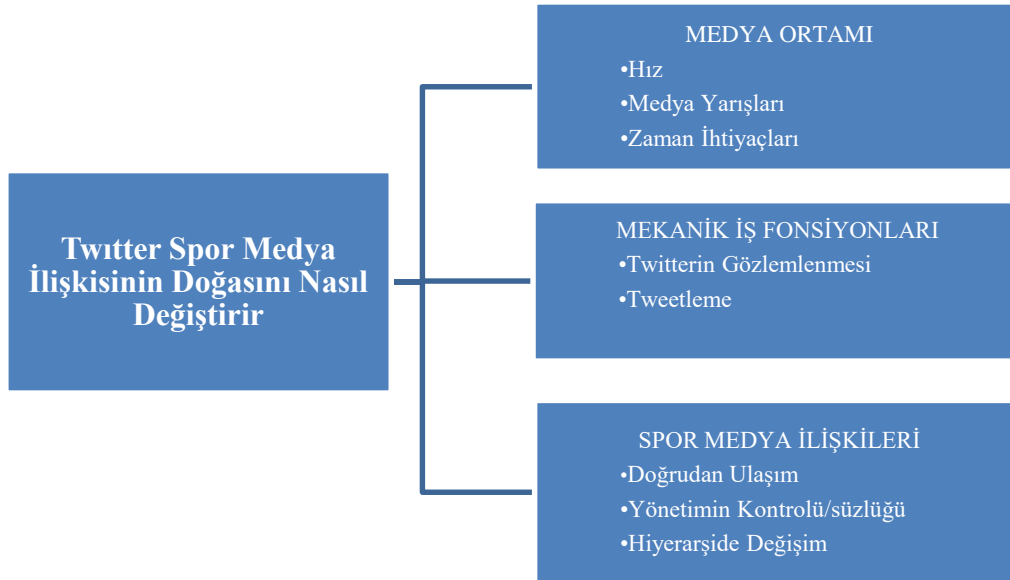 Twıtter Spor Medya
İlişkisinin Doğasını Nasıl
Değiştirir
MEDYA ORTAMI
•Hız
•Medya Yarışları
•Zaman İhtiyaçları
MEKANİK İŞ FONSİYONLARI
•Twitterin Gözlemlenmesi
•Tweetleme
SPOR MEDYA İLİŞKİLERİ
•Doğrudan Ulaşım
•Yönetimin Kontrolü/süzlüğü
•Hiyerarşide Değişim